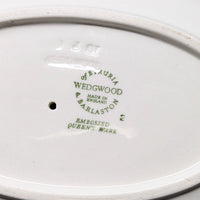 OF ETRURIA
WEDGWOOD
MADE IN
ENGLAND
& BARLASTON
EMBOSSED
QUEEN'S WARE